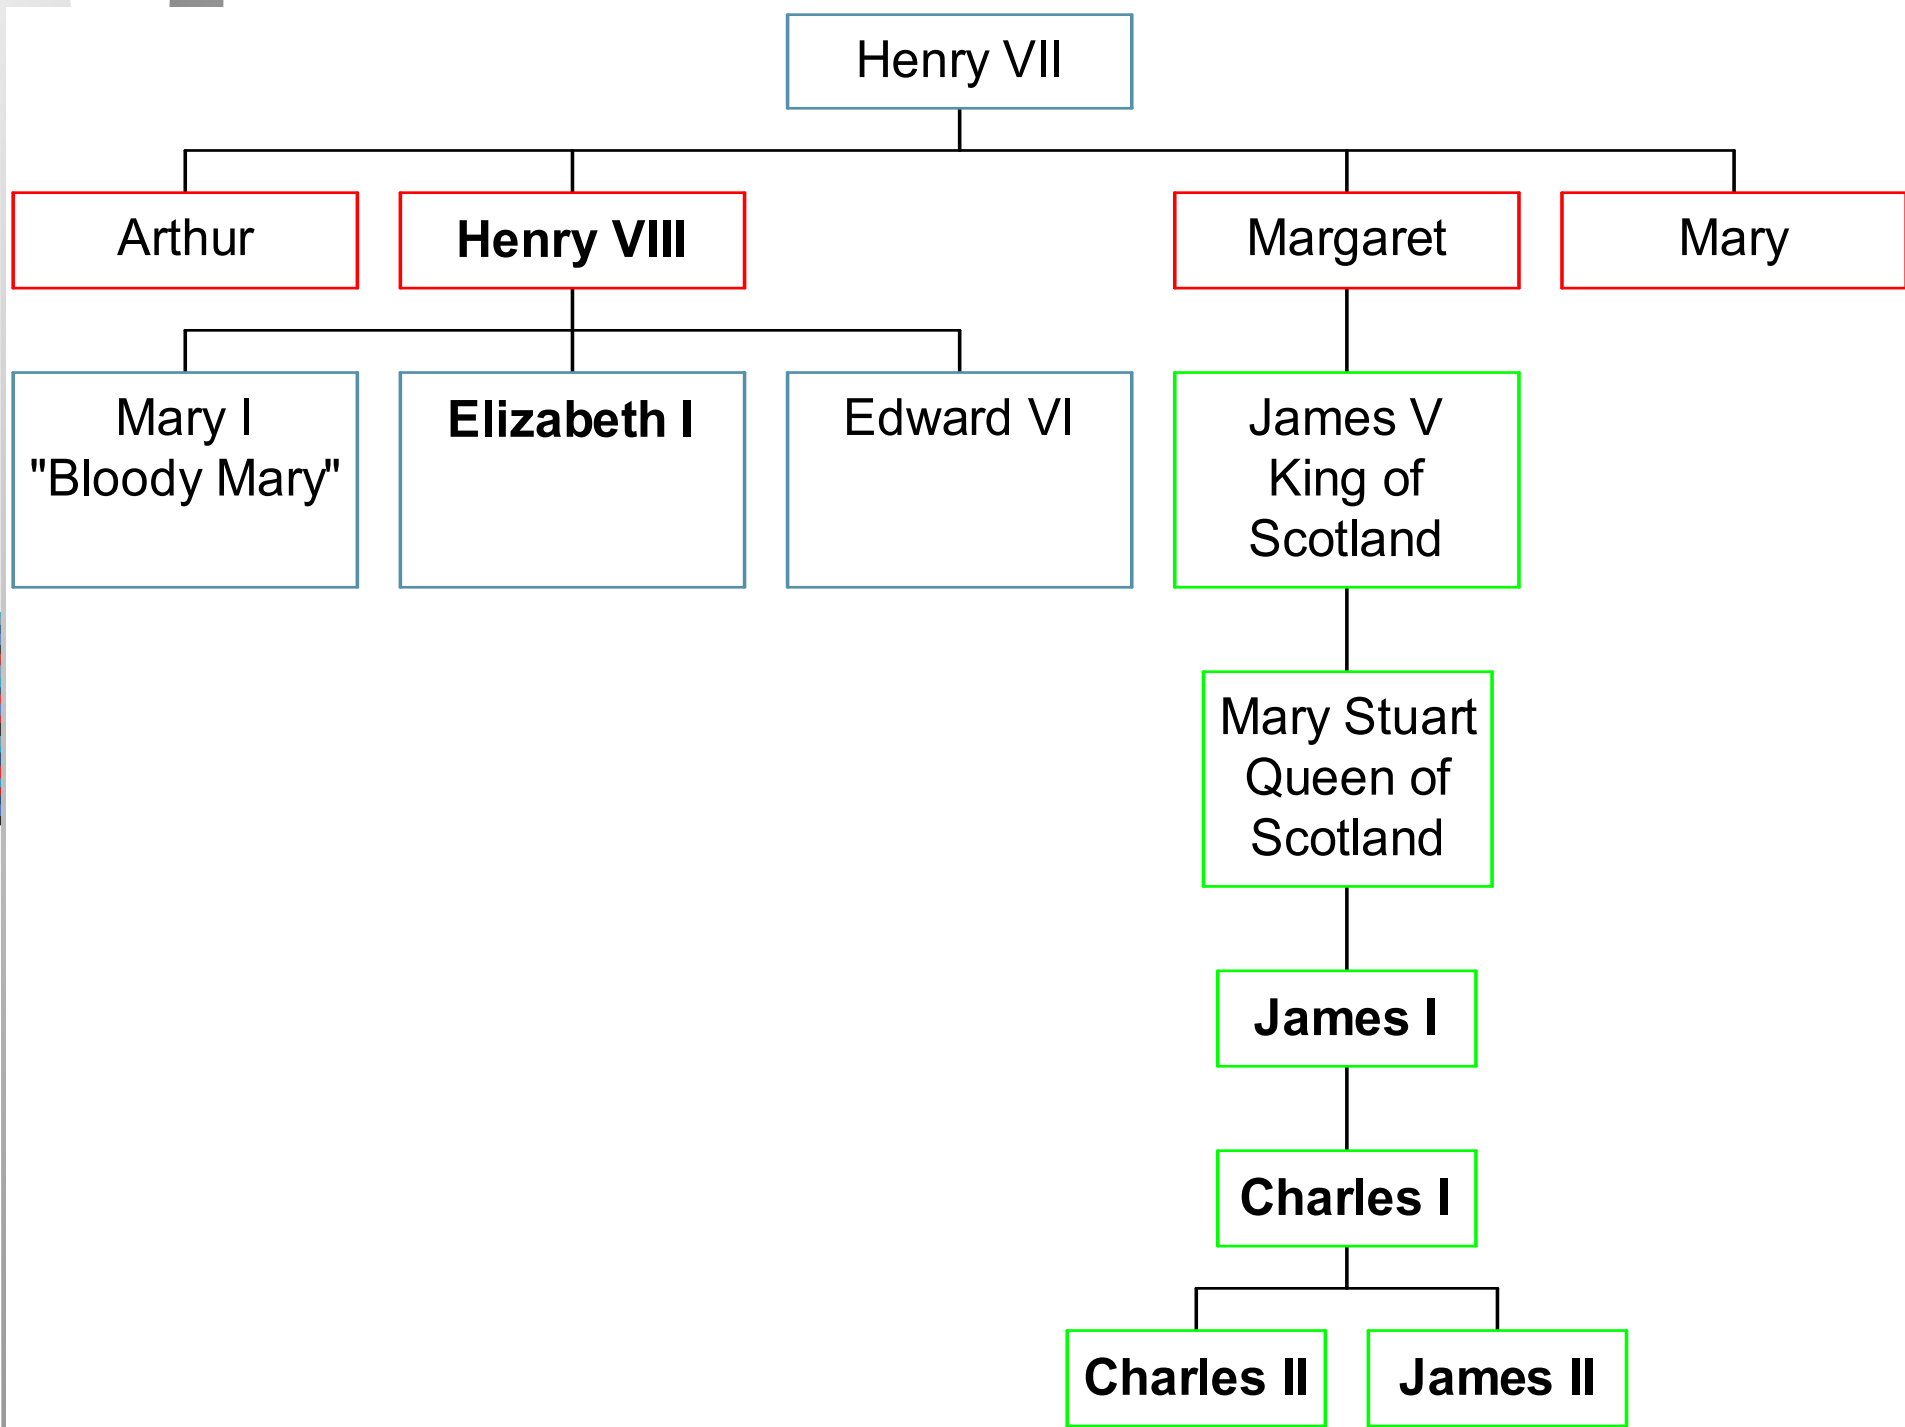 Henry VII
Arthur
Henry VIII
Margaret
Mary
Mary I
"Bloody Mary"
Elizabeth I
Edward VI
James V
King of
Scotland
Mary Stuart
Queen of
Scotland
James I
Charles I
Charles II
James II